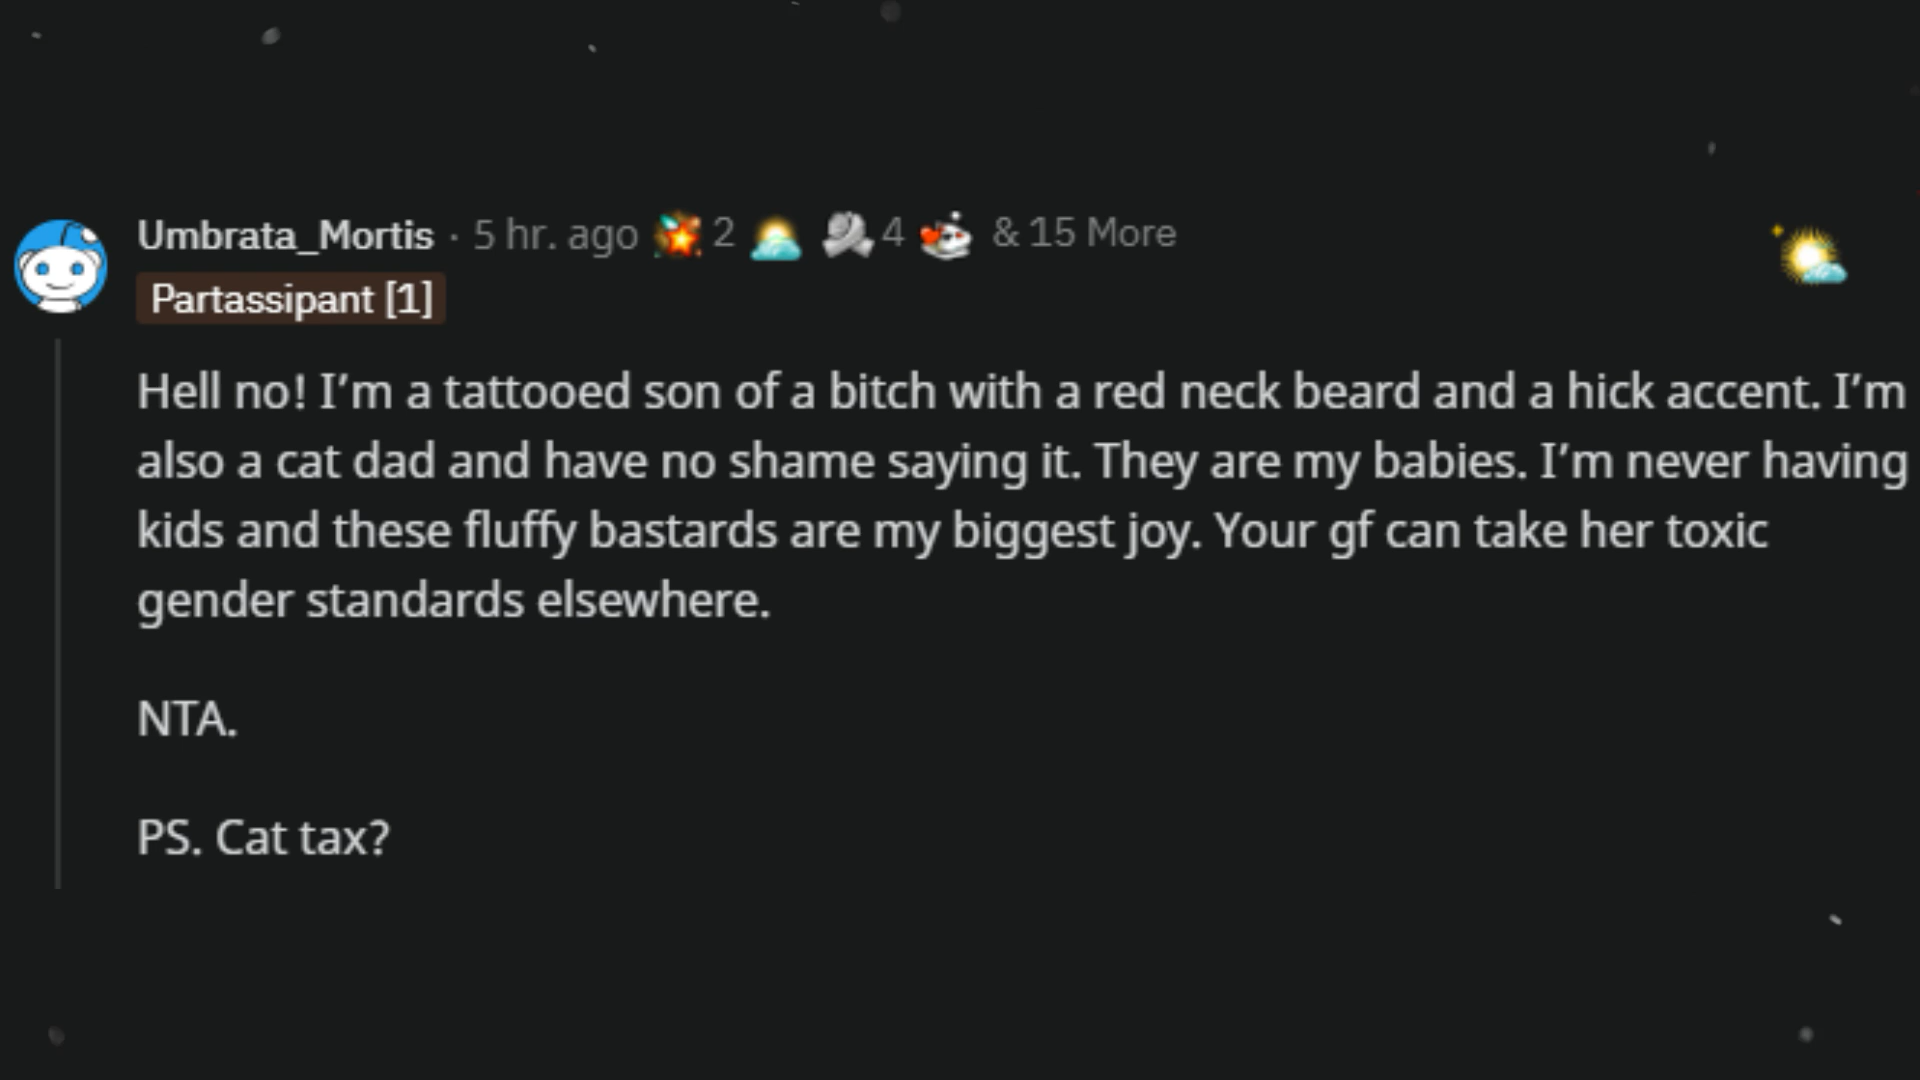 Umbrata_Mortis · 5 hr. ago 2 4 & 15 More
Partassipant [1]
Hell no! I’m a tattooed son of a bitch with a red neck beard and a hick accent. I’m
also a cat dad and have no shame saying it. They are my babies. I’m never having
kids and these fluffy bastards are my biggest joy. Your gf can take her toxic
gender standards elsewhere.
NTA.
PS. Cat tax?